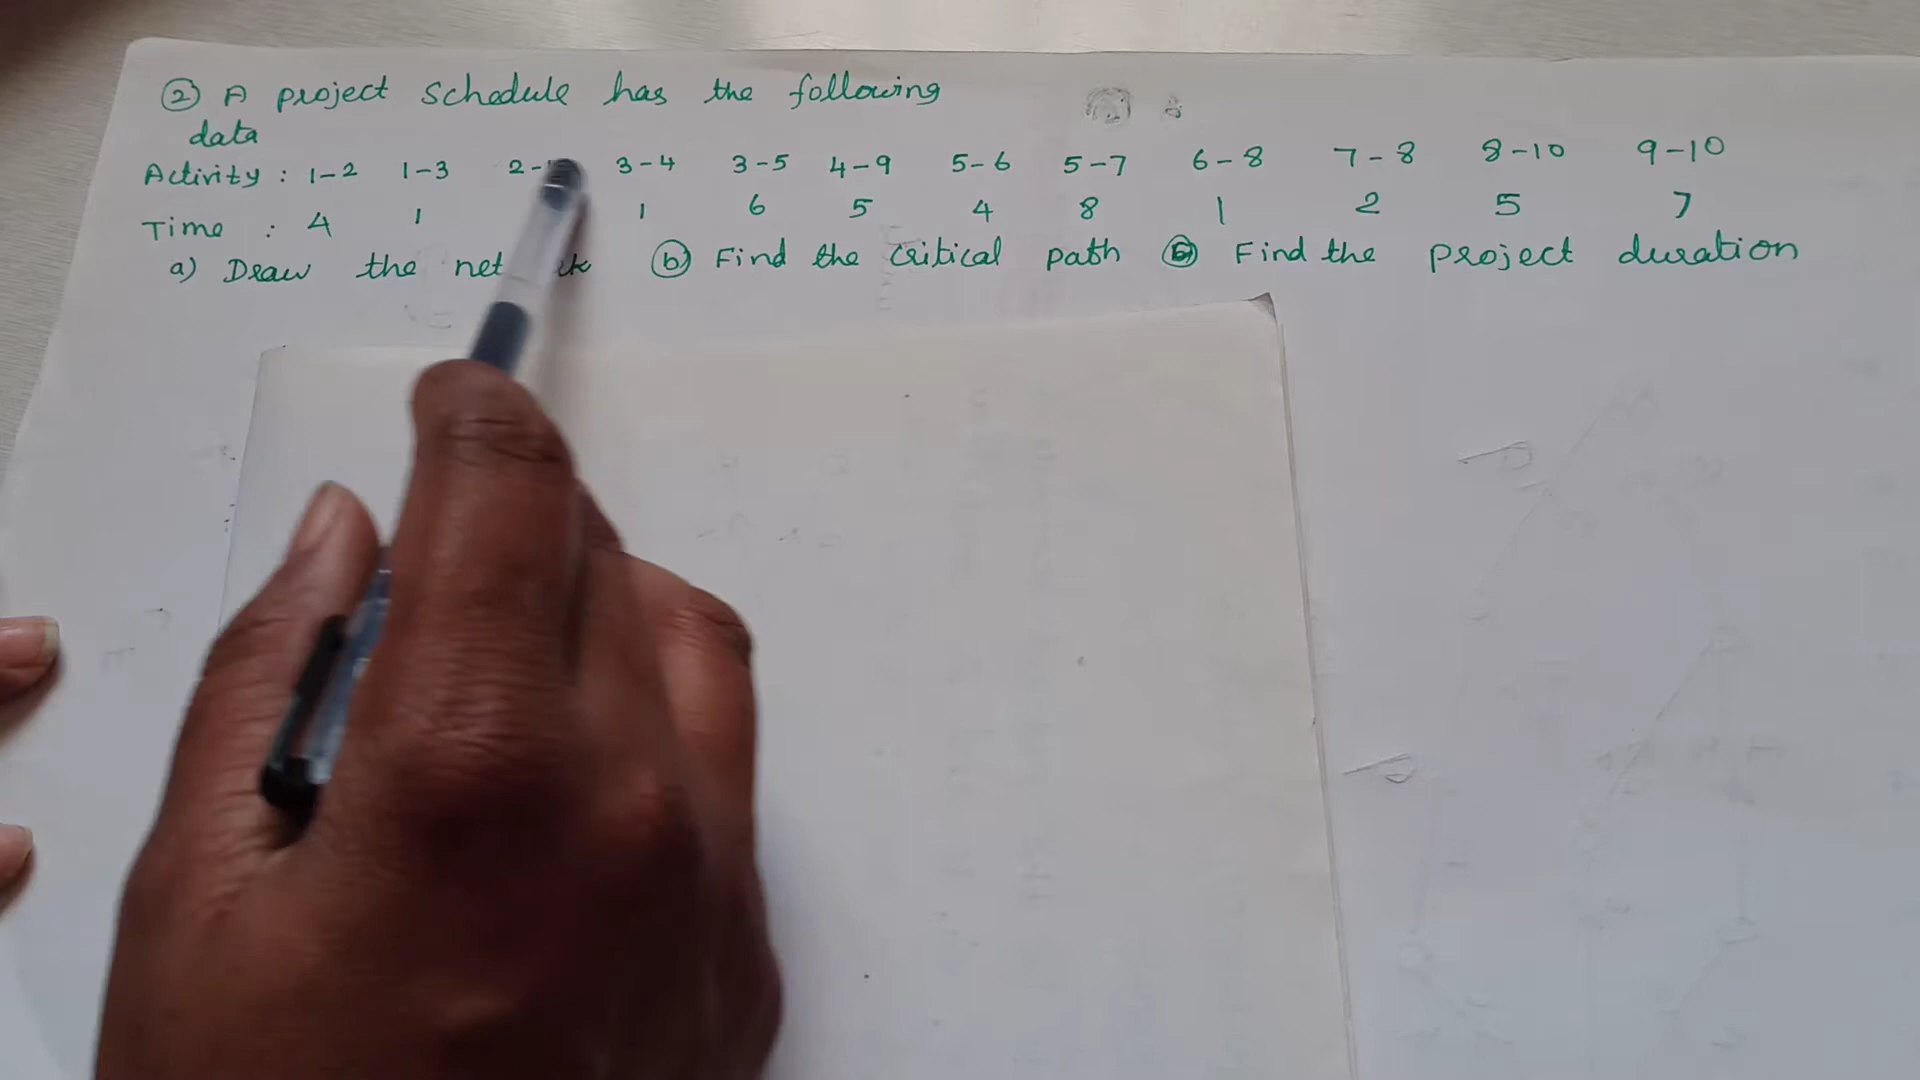 ② A project schedule has the following
data
Activity : 1-2 1-3 2- 3-4 3-5 4-9 5-6 5-7 6-8 7-8 8-10 9-10
Time : 4 1 1 6 5 4 8 1 2 5 7
a) Draw the ⓑ Find the critical path ⓒ Find the project duration